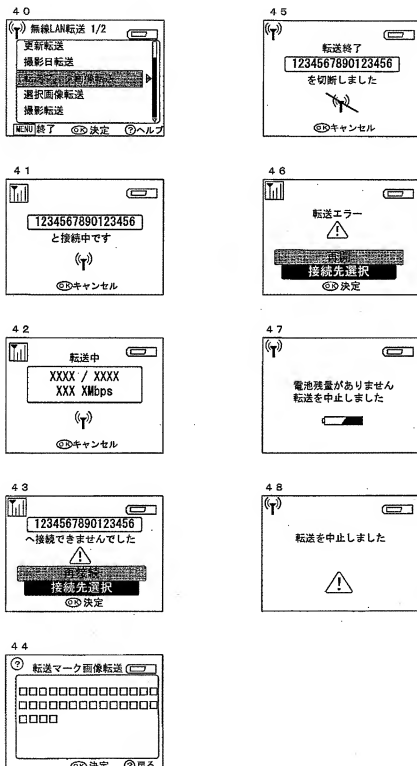 40
無線LAN転送 1/2
更新転送
撮影日転送
選択画像転送
撮影転送
MENU 終了 OK 決定 ?ヘルプ
41
1234567890123456
と接続中です
OKキャンセル
42
転送中
XXXX / XXXX
XXX XMbps
OKキャンセル
43
1234567890123456
へ接続できませんでした
再接続
接続先選択
OK 決定
44
? 転送マーク画像転送
□□□□□□□□□□□□□□
□□□□□□□□□□□□□□
□□□□
OK 決定 ?戻る
45
転送終了
1234567890123456
を切断しました
OKキャンセル
46
転送エラー
接続先選択
OK 決定
47
電池残量がありません
転送を中止しました
48
転送を中止しました